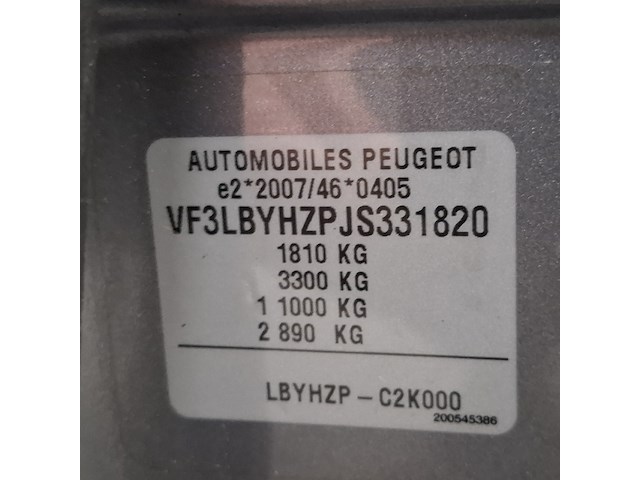 AUTOMOBILES PEUGEOT
e2*2007/46*0405
VF3LBYHZPJS331820
1810 KG
3300 KG
1 1000 KG
2 890 KG
LBYHZP - C2K000
200545386